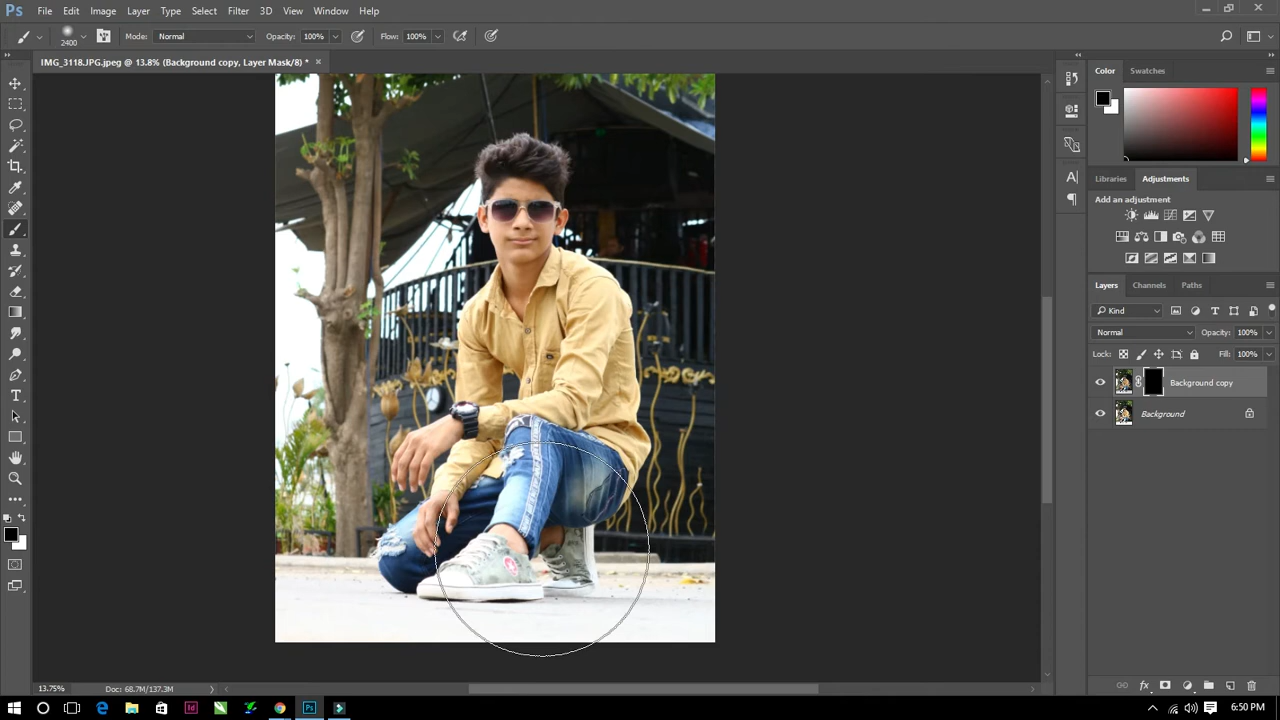 Ps File Edit Image Layer Type Select Filter 3D View Window Help
2400 Mode: Normal Opacity: 100% Flow: 100%
IMG_3118.JPG.jpeg @ 13.8% (Background copy, Layer Mask/8) * ×
Color Swatches
Libraries Adjustments
Add an adjustment
Layers Channels Paths
Kind
Normal Opacity: 100%
Lock: Fill: 100%
Background copy
Background
13.75% Doc: 68.7M/137.3M
6:50 PM